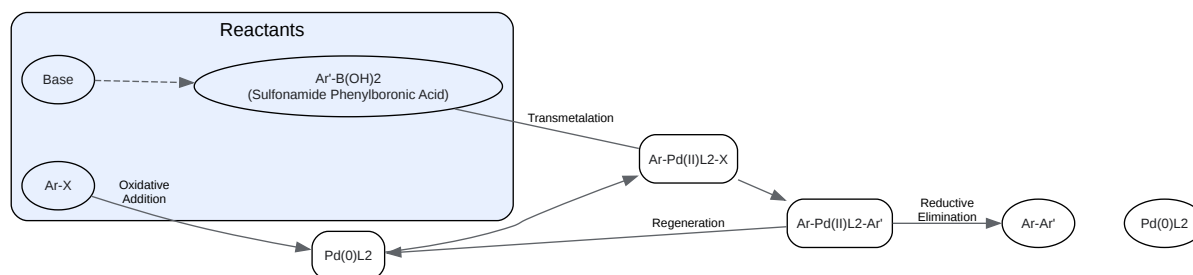 Reactants
Base
Ar'-B(OH)2
(Sulfonamide Phenylboronic Acid)
Transmetalation
Ar-Pd(II)L2-X
Ar-X
Oxidative
Addition
Reductive
Elimination
Regeneration
Ar-Pd(II)L2-Ar'
Ar-Ar'
Pd(0)L2
Pd(0)L2